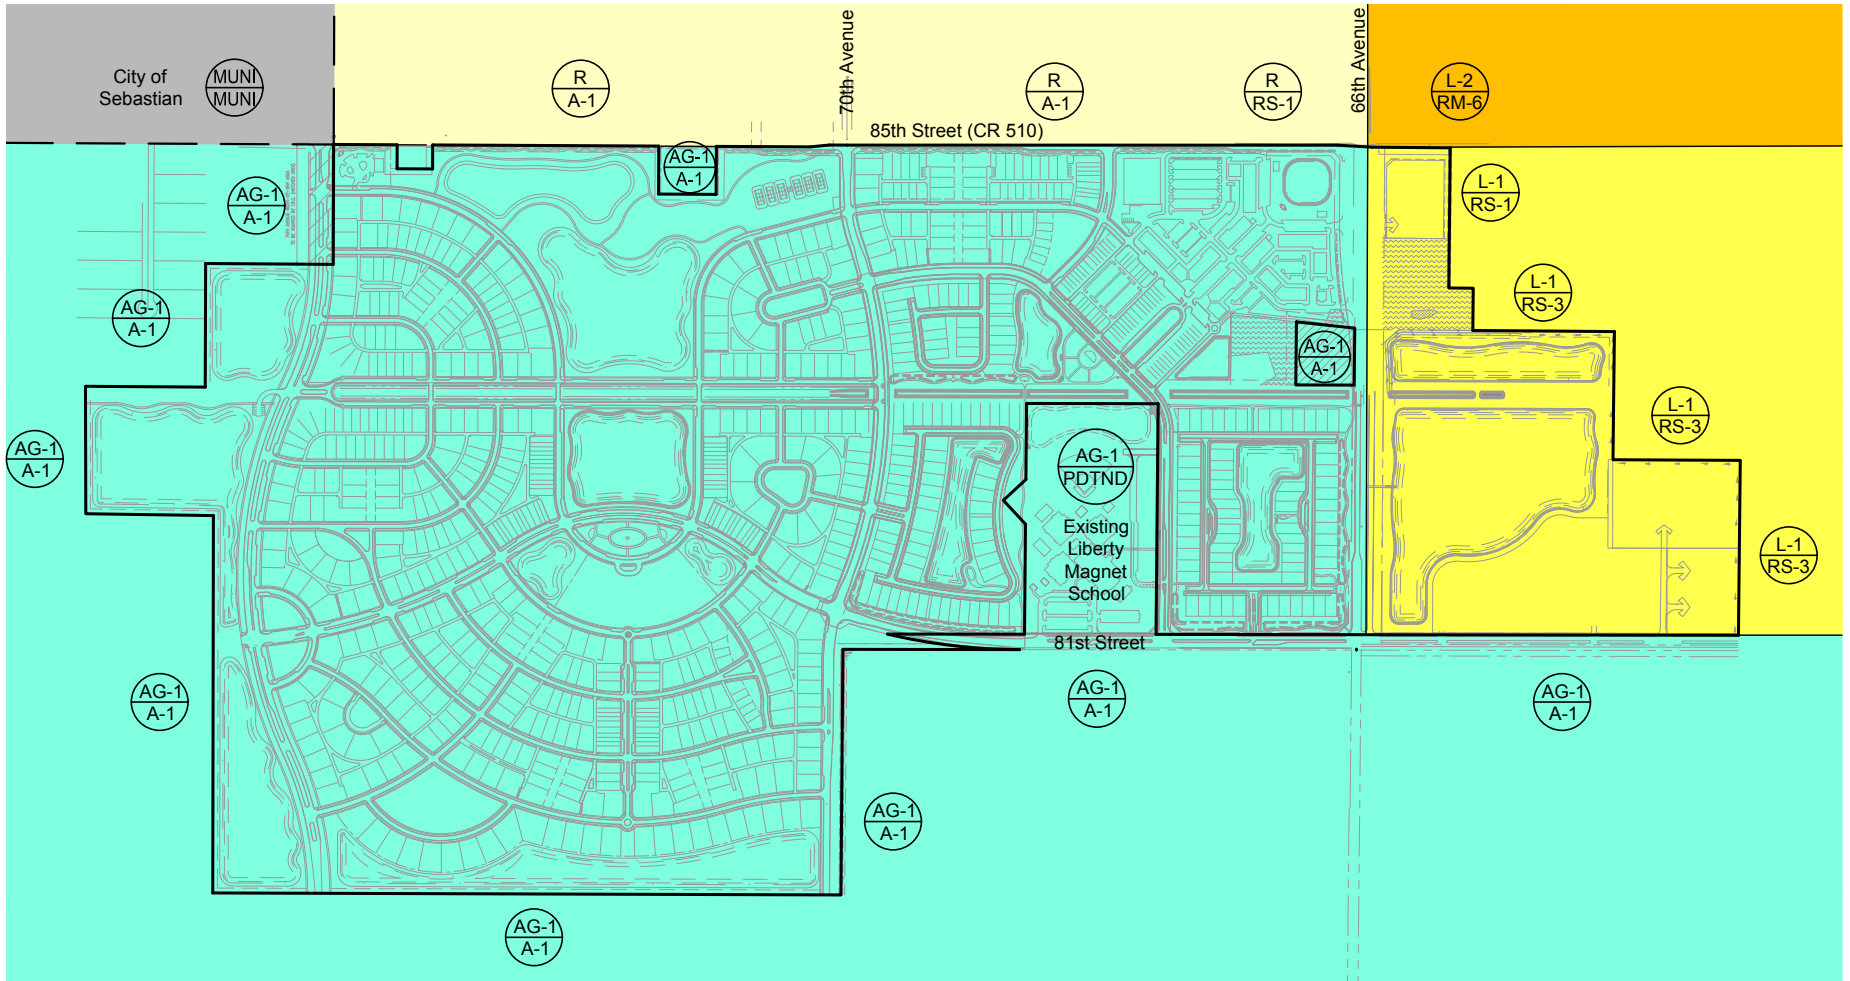 City of
Sebastian
MUNI
MUNI
R
A-1
70th Avenue
R
A-1
R
RS-1
66th Avenue
L-2
RM-6
85th Street (CR 510)
AG-1
A-1
AG-1
A-1
L-1
RS-1
AG-1
A-1
L-1
RS-3
AG-1
A-1
L-1
RS-3
AG-1
A-1
AG-1
PDTND
Existing
Liberty
Magnet
School
L-1
RS-3
81st Street
AG-1
A-1
AG-1
A-1
AG-1
A-1
AG-1
A-1
AG-1
A-1